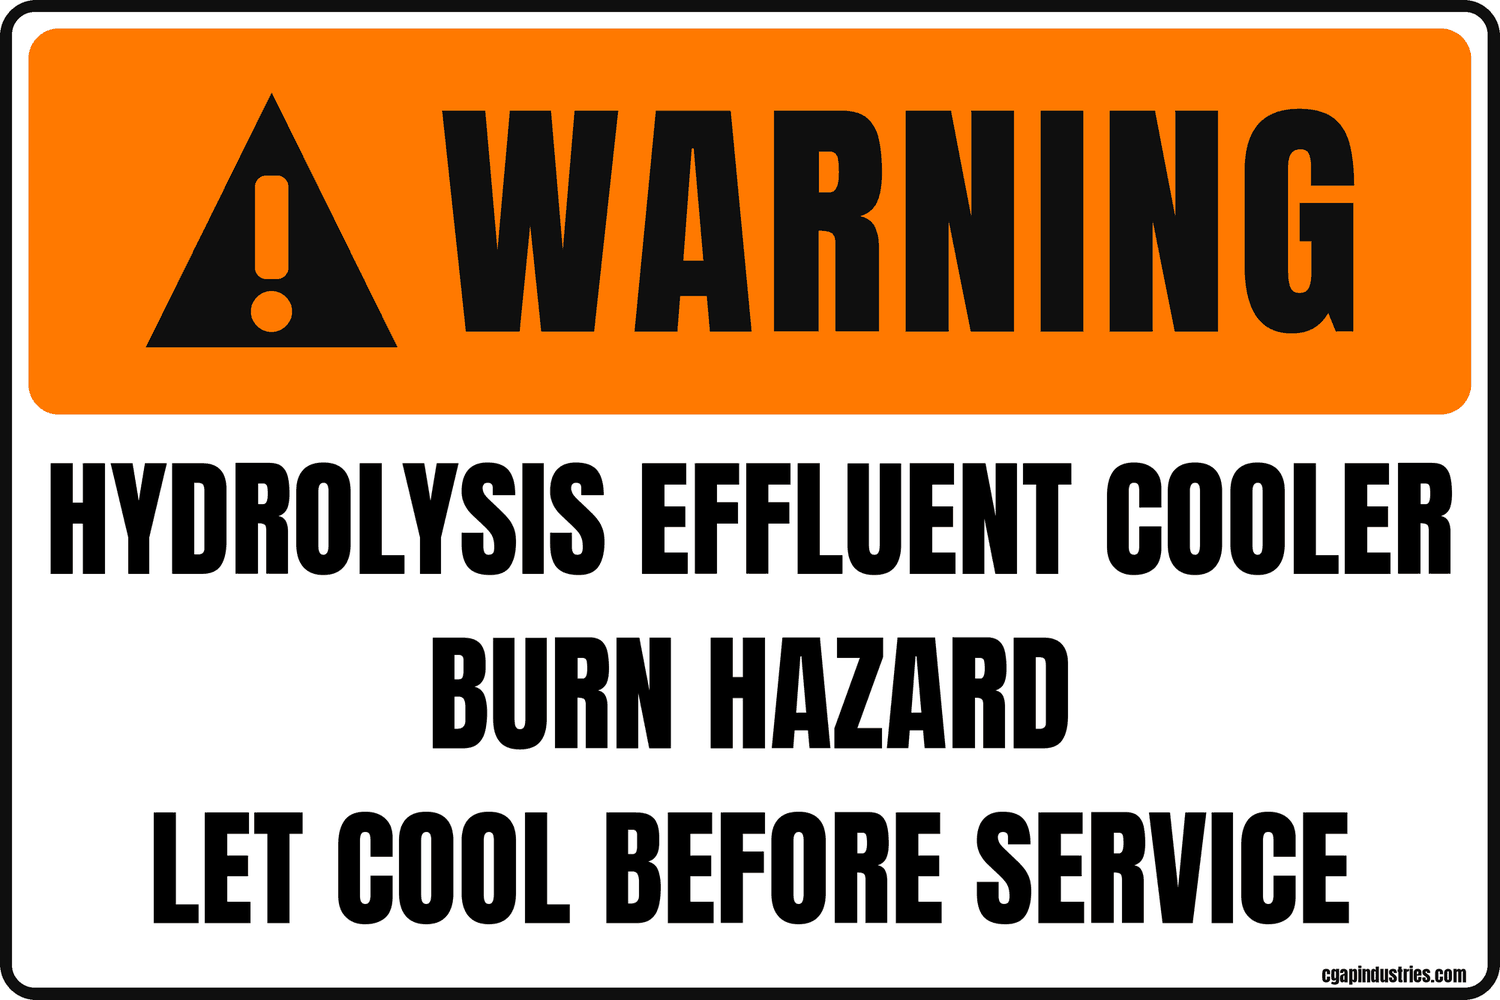 WARNING
HYDROLYSIS EFFLUENT COOLER
BURN HAZARD
LET COOL BEFORE SERVICE
cgapindustries.com